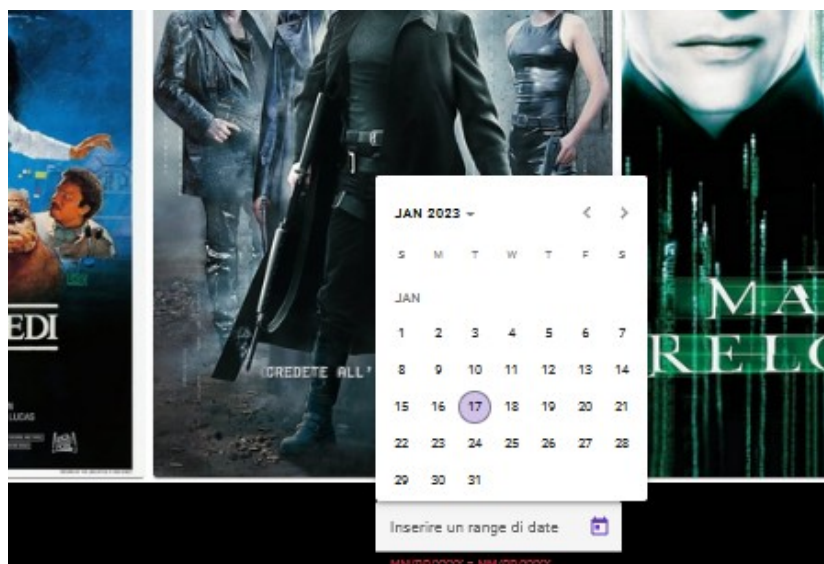 EDI
LUCAS
CREDETE ALL'
MA
RELO
JAN 2023
S M T W T F S
JAN
1 2 3 4 5 6 7
8 9 10 11 12 13 14
15 16 17 18 19 20 21
22 23 24 25 26 27 28
29 30 31
Inserire un range di date